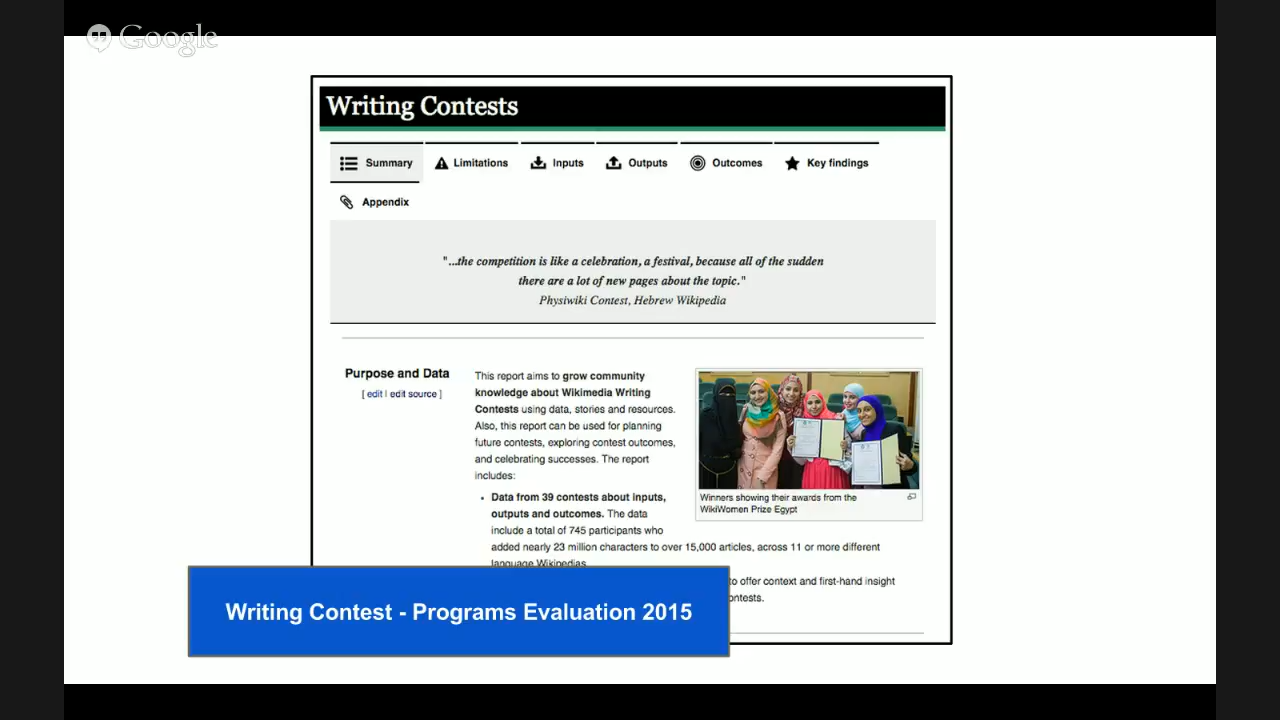 Google
Writing Contests
Summary
Limitations
Inputs
Outputs
Outcomes
Key findings
Appendix
"...the competition is like a celebration, a festival, because all of the sudden
there are a lot of new pages about the topic."
Physiwiki Contest, Hebrew Wikipedia
Purpose and Data
[ edit | edit source ]
This report aims to grow community
knowledge about Wikimedia Writing
Contests using data, stories and resources.
Also, this report can be used for planning
future contests, exploring contest outcomes,
and celebrating successes. The report
includes:
• Data from 39 contests about inputs,
outputs and outcomes. The data
include a total of 745 participants who
added nearly 23 million characters to over 15,000 articles, across 11 or more different
language Wikipedias.
to offer context and first-hand insight
ontests.
Winners showing their awards from the
WikiWomen Prize Egypt
Writing Contest - Programs Evaluation 2015